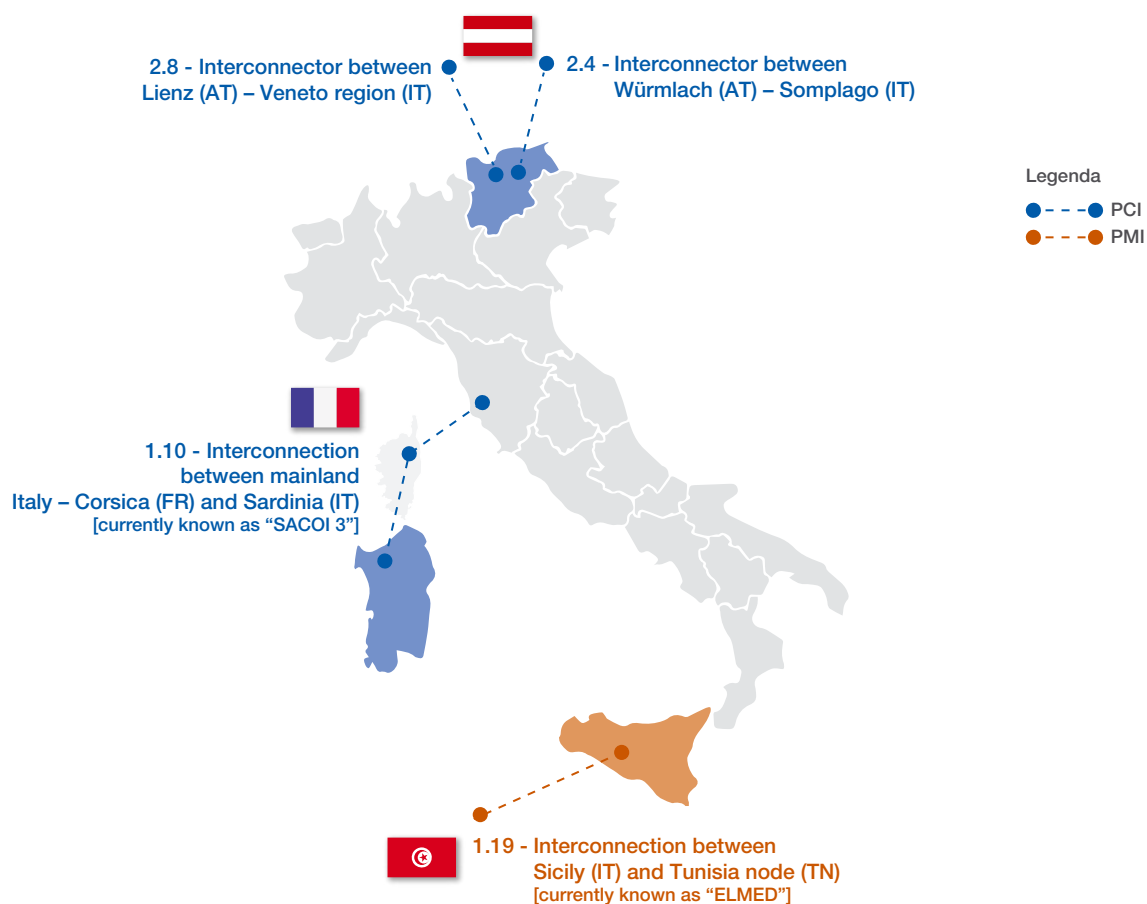 2.8 - Interconnector between
Lienz (AT) – Veneto region (IT)
2.4 - Interconnector between
Würmlach (AT) – Somplago (IT)
Legenda
PCI
PMI
1.10 - Interconnection
between mainland
Italy – Corsica (FR) and Sardinia (IT)
[currently known as “SACOI 3”]
1.19 - Interconnection between
Sicily (IT) and Tunisia node (TN)
[currently known as “ELMED”]